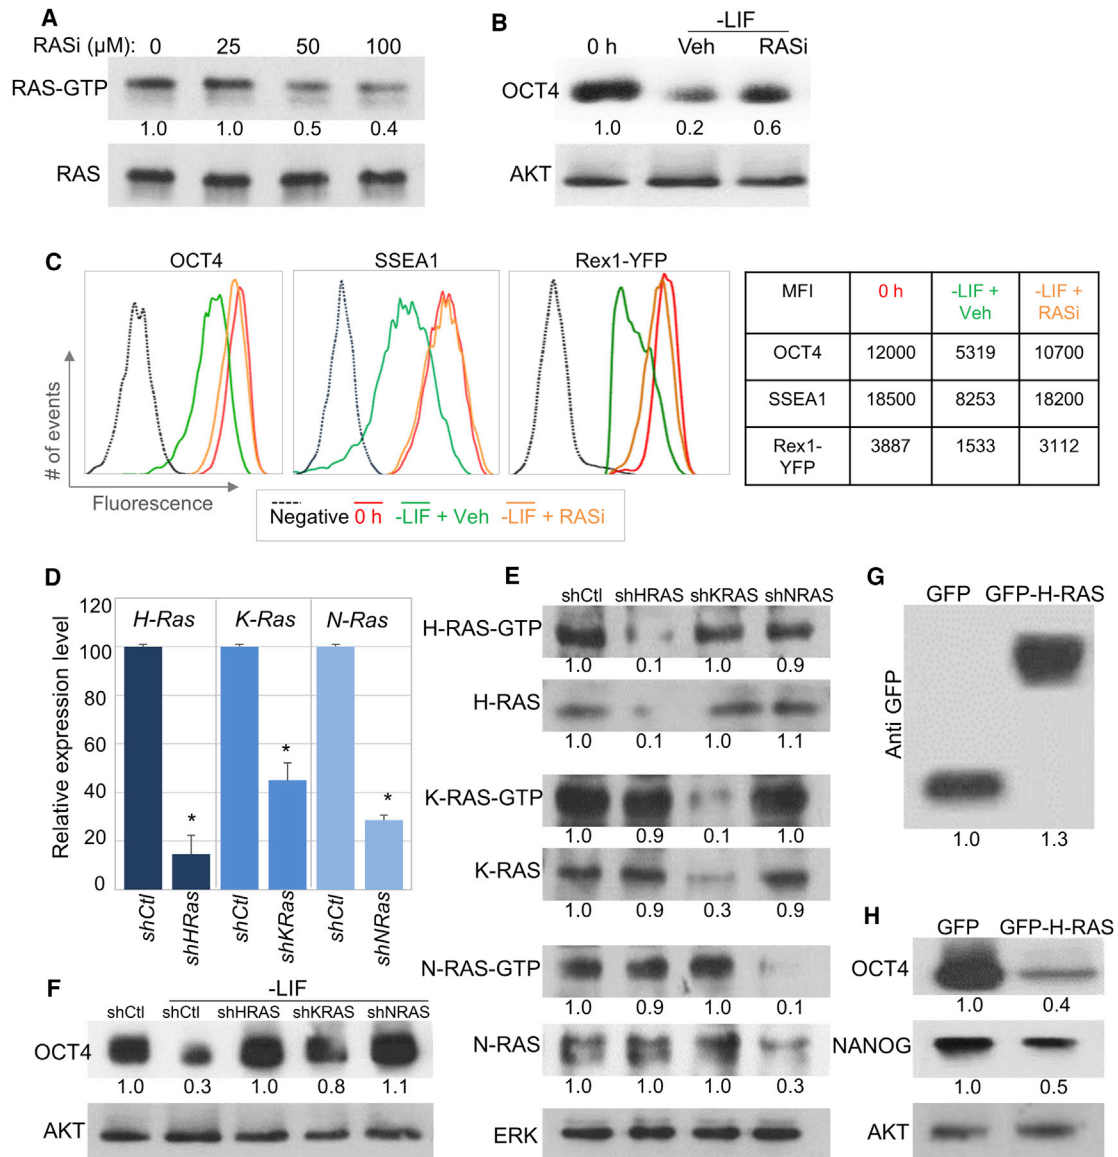 A
RASi (µM): 0 25 50 100
RAS-GTP
1.0 1.0 0.5 0.4
RAS
B
-LIF
0 h Veh RASi
OCT4
1.0 0.2 0.6
AKT
C
OCT4 SSEA1 Rex1-YFP
# of events
Fluorescence
Negative 0 h -LIF + Veh -LIF + RASi
MFI 0 h -LIF + Veh -LIF + RASi
OCT4 12000 5319 10700
SSEA1 18500 8253 18200
Rex1-YFP 3887 1533 3112
D
Relative expression level
120
100
80
60
40
20
0
H-Ras K-Ras N-Ras
* * *
shCtl shHRas shCtl shKRas shCtl shNRas
E
shCtl shHRAS shKRAS shNRAS
H-RAS-GTP
1.0 0.1 1.0 0.9
H-RAS
1.0 0.1 1.0 1.1
K-RAS-GTP
1.0 0.9 0.1 1.0
K-RAS
1.0 0.9 0.3 0.9
N-RAS-GTP
1.0 0.9 1.0 0.1
N-RAS
1.0 1.0 1.0 0.3
ERK
F
-LIF
shCtl shCtl shHRAS shKRAS shNRAS
OCT4
1.0 0.3 1.0 0.8 1.1
AKT
G
GFP GFP-H-RAS
Anti GFP
1.0 1.3
H
GFP GFP-H-RAS
OCT4
1.0 0.4
NANOG
1.0 0.5
AKT